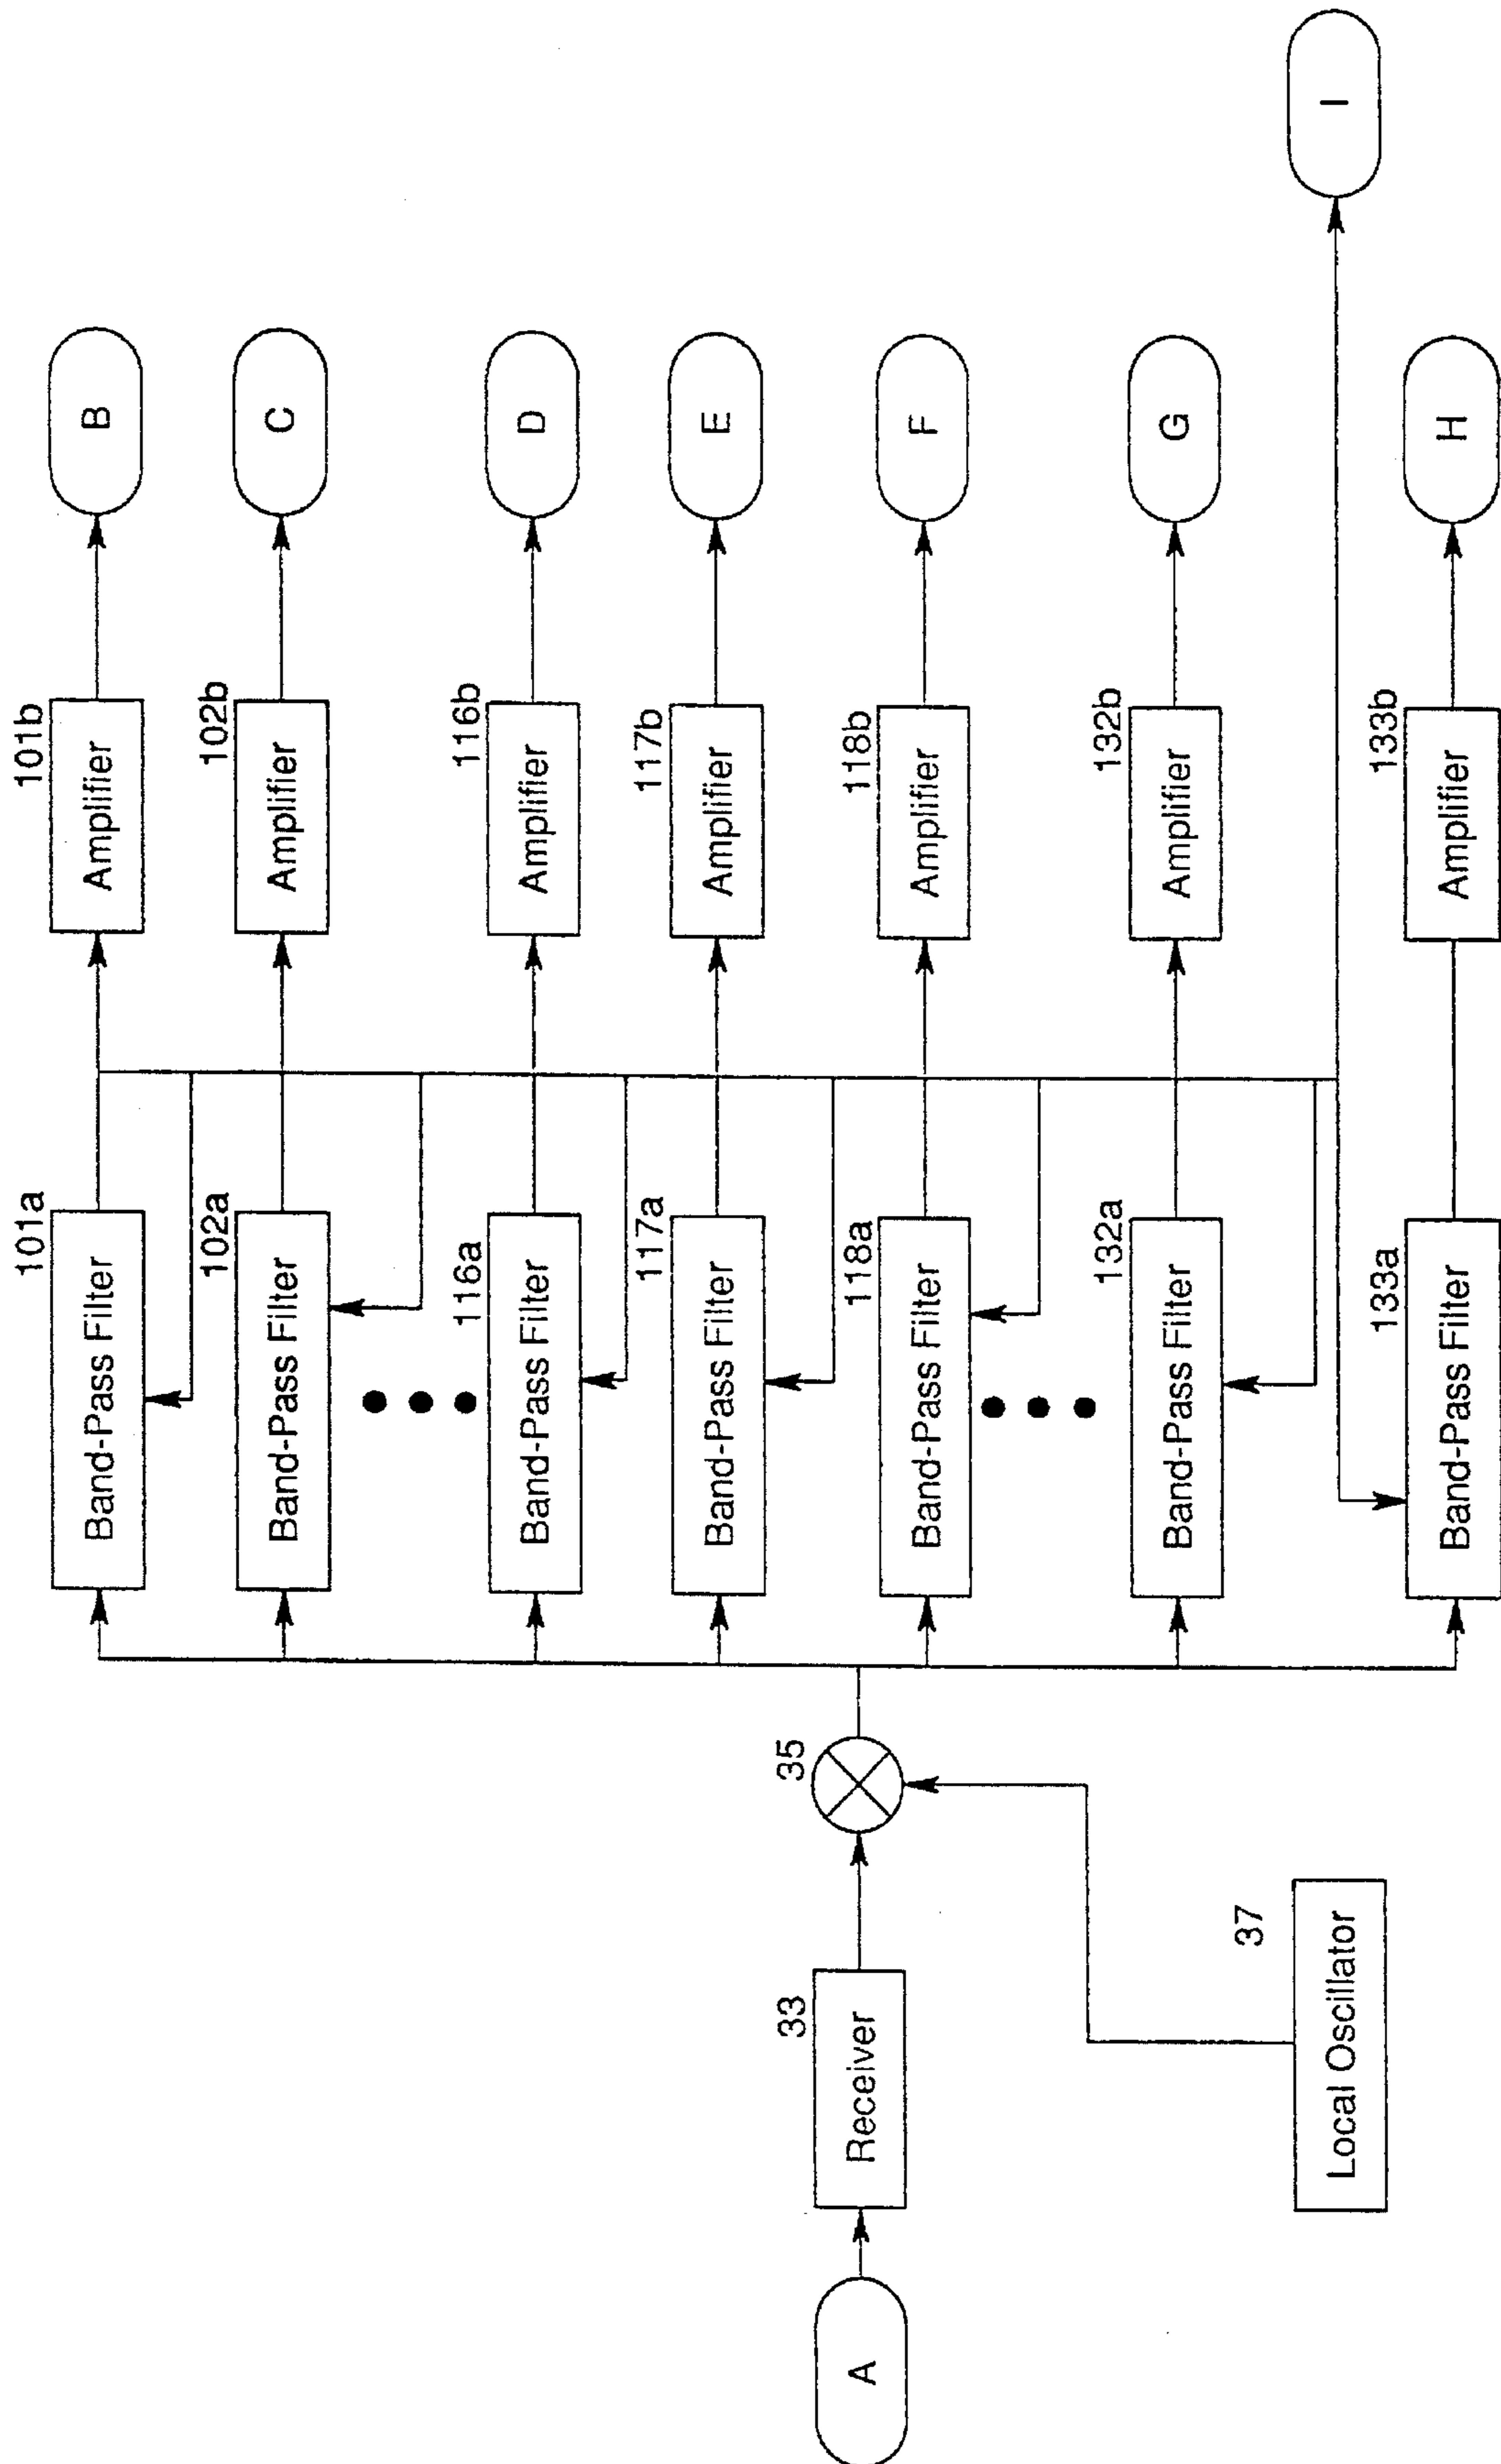 A
Receiver
33
35
Local Oscillator
37
Band-Pass Filter
101a
Amplifier
101b
B
Band-Pass Filter
102a
Amplifier
102b
C
Band-Pass Filter
116a
Amplifier
116b
D
Band-Pass Filter
117a
Amplifier
117b
E
Band-Pass Filter
118a
Amplifier
118b
F
Band-Pass Filter
132a
Amplifier
132b
G
I
Band-Pass Filter
133a
Amplifier
133b
H